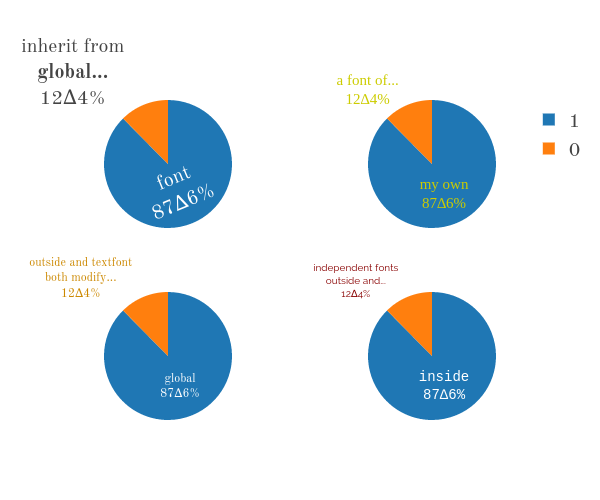 inherit from
global...
12Δ4%
font
87Δ6%
a font of...
12Δ4%
my own
87Δ6%
1
0
outside and textfont
both modify...
12Δ4%
global
87Δ6%
independent fonts
outside and...
12Δ4%
inside
87Δ6%